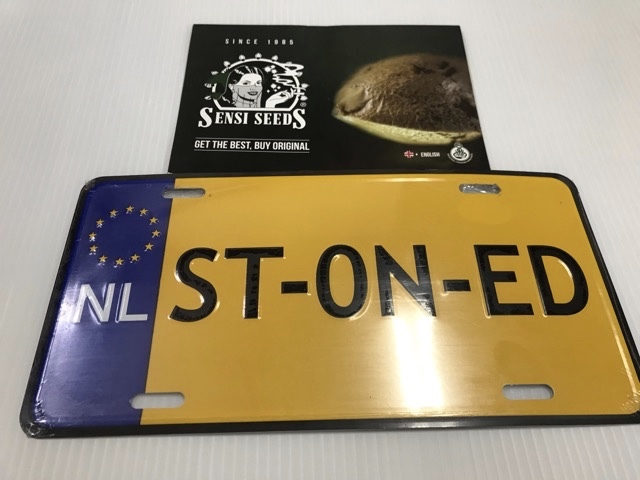 SINCE 1985
SENSI SEEDS®
GET THE BEST, BUY ORIGINAL
ENGLISH
NL
ST-ON-ED